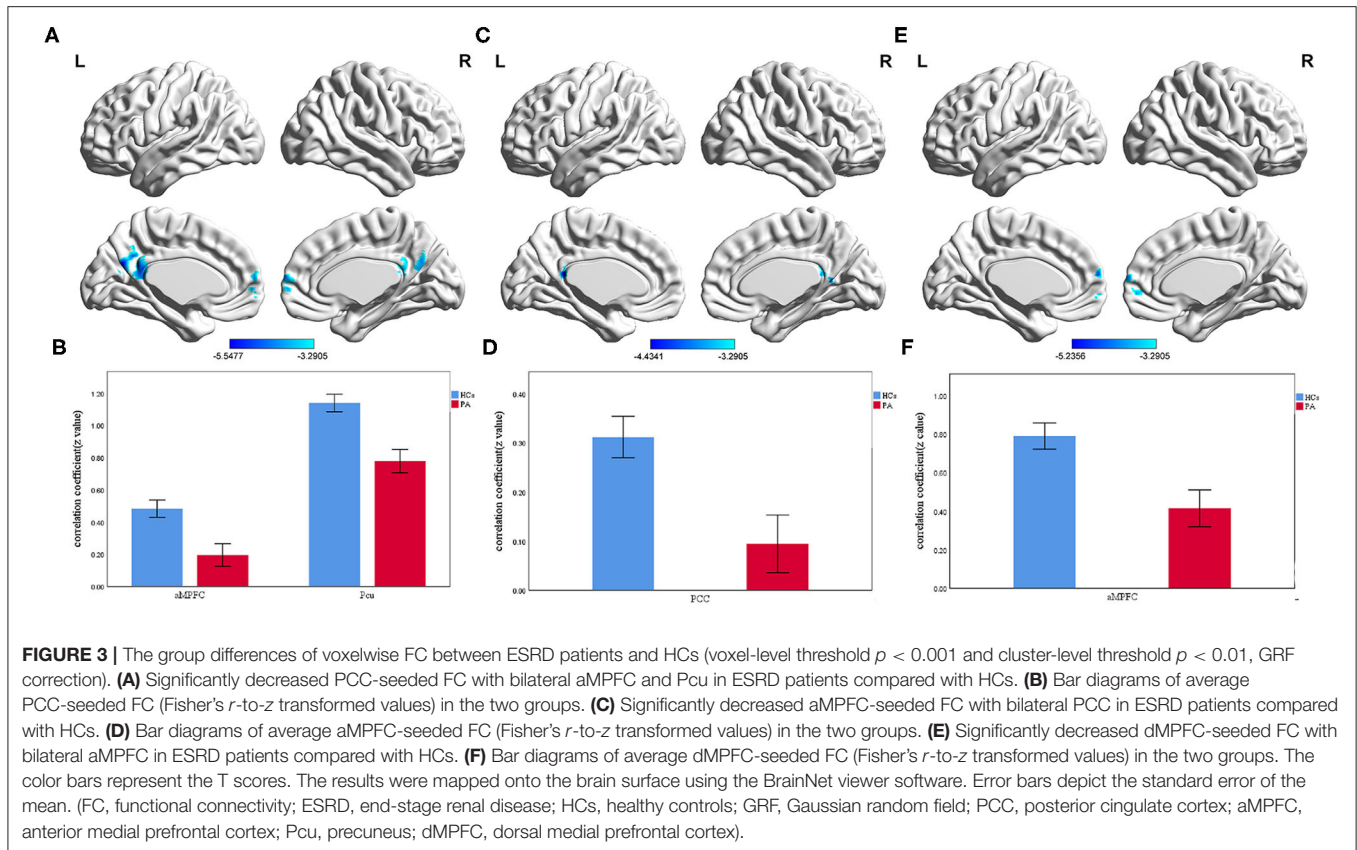 A
C
E
L
R
L
R
L
R
-5.5477 -3.2905
-4.4341 -3.2905
-5.2356 -3.2905
B
correlation coefficient(z value)
1.20
1.00
0.80
0.60
0.40
0.20
0.00
aMPFC Pcu
HCs
PA
D
correlation coefficient(z value)
0.40
0.30
0.20
0.10
0.00
PCC
HCs
PA
F
correlation coefficient(z calue)
1.00
0.80
0.60
0.40
0.20
0.00
aMPFC
HCs
PA
FIGURE 3 | The group differences of voxelwise FC between ESRD patients and HCs (voxel-level threshold p < 0.001 and cluster-level threshold p < 0.01, GRF
correction). (A) Significantly decreased PCC-seeded FC with bilateral aMPFC and Pcu in ESRD patients compared with HCs. (B) Bar diagrams of average
PCC-seeded FC (Fisher's r-to-z transformed values) in the two groups. (C) Significantly decreased aMPFC-seeded FC with bilateral PCC in ESRD patients compared
with HCs. (D) Bar diagrams of average aMPFC-seeded FC (Fisher's r-to-z transformed values) in the two groups. (E) Significantly decreased dMPFC-seeded FC with
bilateral aMPFC in ESRD patients compared with HCs. (F) Bar diagrams of average dMPFC-seeded FC (Fisher's r-to-z transformed values) in the two groups. The
color bars represent the T scores. The results were mapped onto the brain surface using the BrainNet viewer software. Error bars depict the standard error of the
mean. (FC, functional connectivity; ESRD, end-stage renal disease; HCs, healthy controls; GRF, Gaussian random field; PCC, posterior cingulate cortex; aMPFC,
anterior medial prefrontal cortex; Pcu, precuneus; dMPFC, dorsal medial prefrontal cortex).